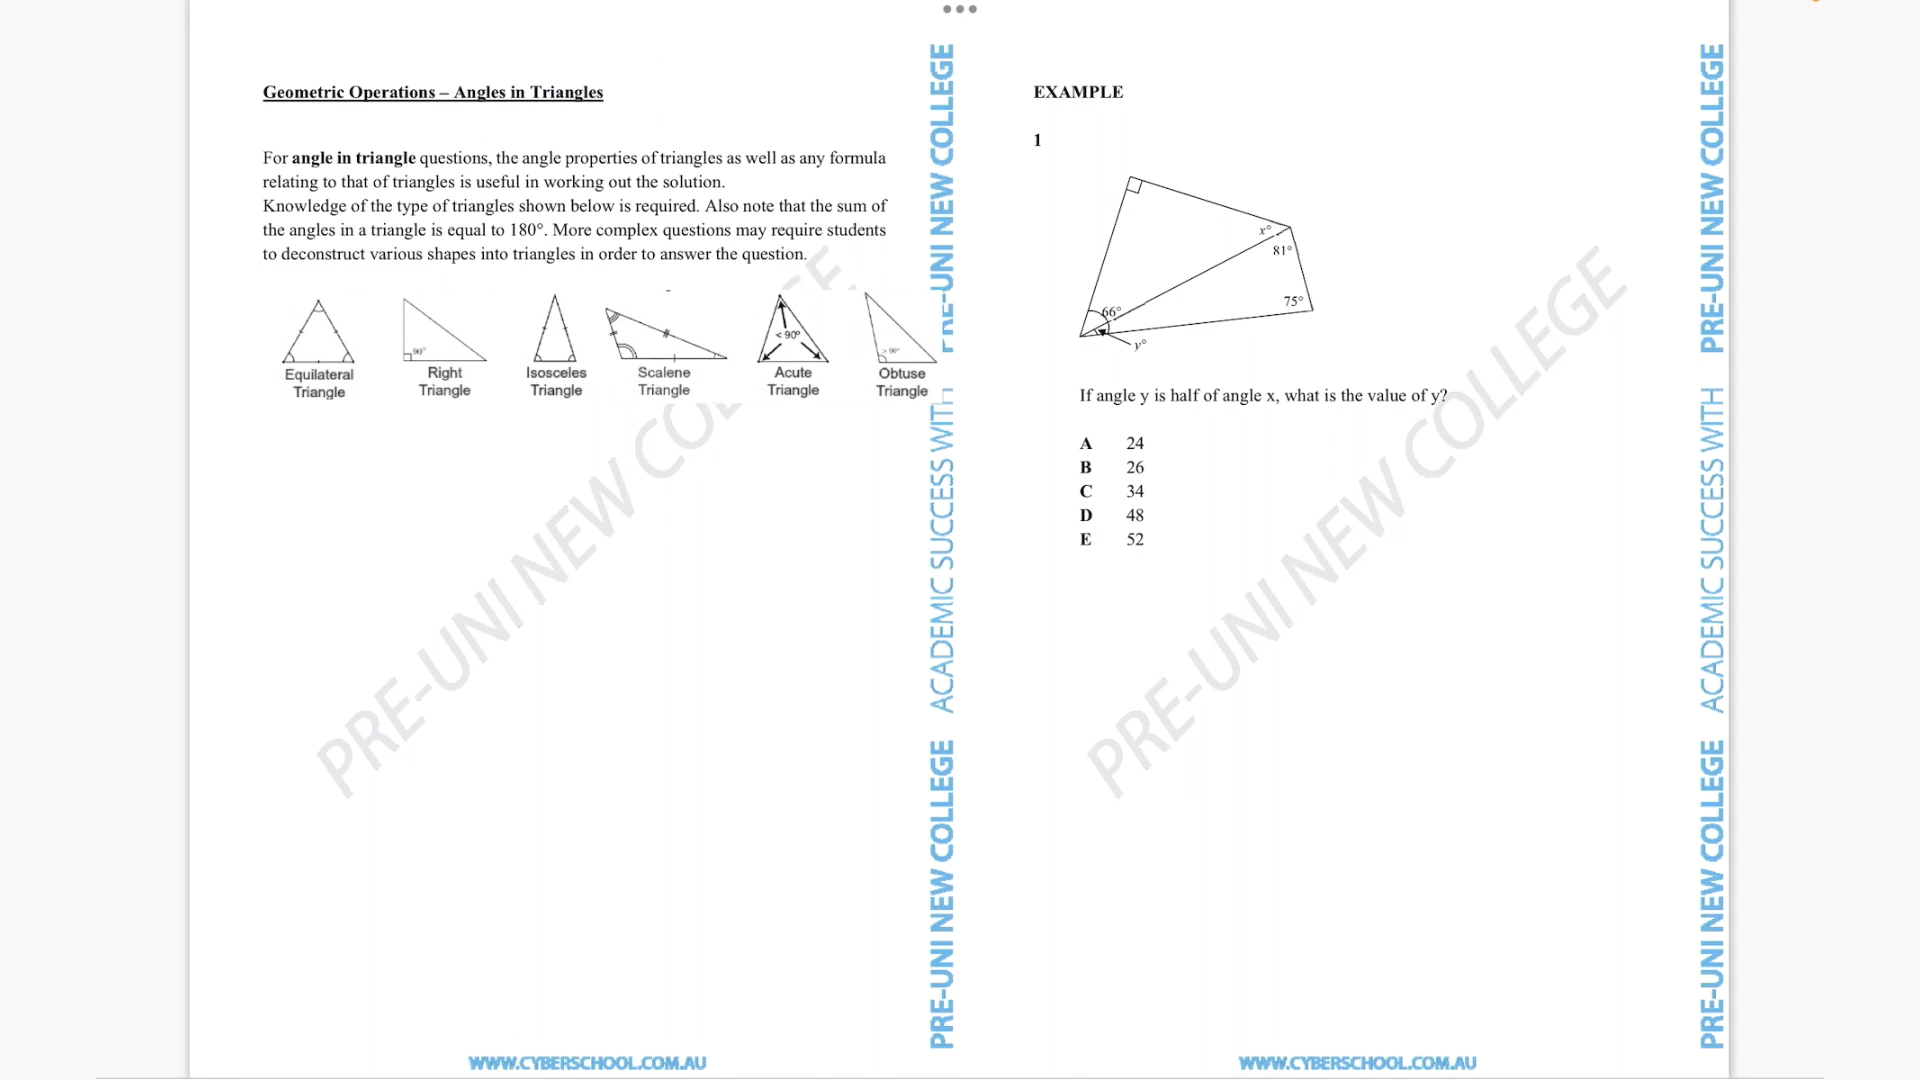 Geometric Operations – Angles in Triangles
For angle in triangle questions, the angle properties of triangles as well as any formula
relating to that of triangles is useful in working out the solution.
Knowledge of the type of triangles shown below is required. Also note that the sum of
the angles in a triangle is equal to 180°. More complex questions may require students
to deconstruct various shapes into triangles in order to answer the question.
90°
< 90°
> 90°
Equilateral
Triangle
Right
Triangle
Isosceles
Triangle
Scalene
Triangle
Acute
Triangle
Obtuse
Triangle
PRE-UNI NEW COLLEGE
PRE-UNI NEW COLLEGE ACADEMIC SUCCESS WITH PRE-UNI NEW COLLEGE
WWW.CYBERSCHOOL.COM.AU
EXAMPLE
1
x°
81°
75°
66°
y°
If angle y is half of angle x, what is the value of y?
A 24
B 26
C 34
D 48
E 52
PRE-UNI NEW COLLEGE
PRE-UNI NEW COLLEGE ACADEMIC SUCCESS WITH PRE-UNI NEW COLLEGE
WWW.CYBERSCHOOL.COM.AU